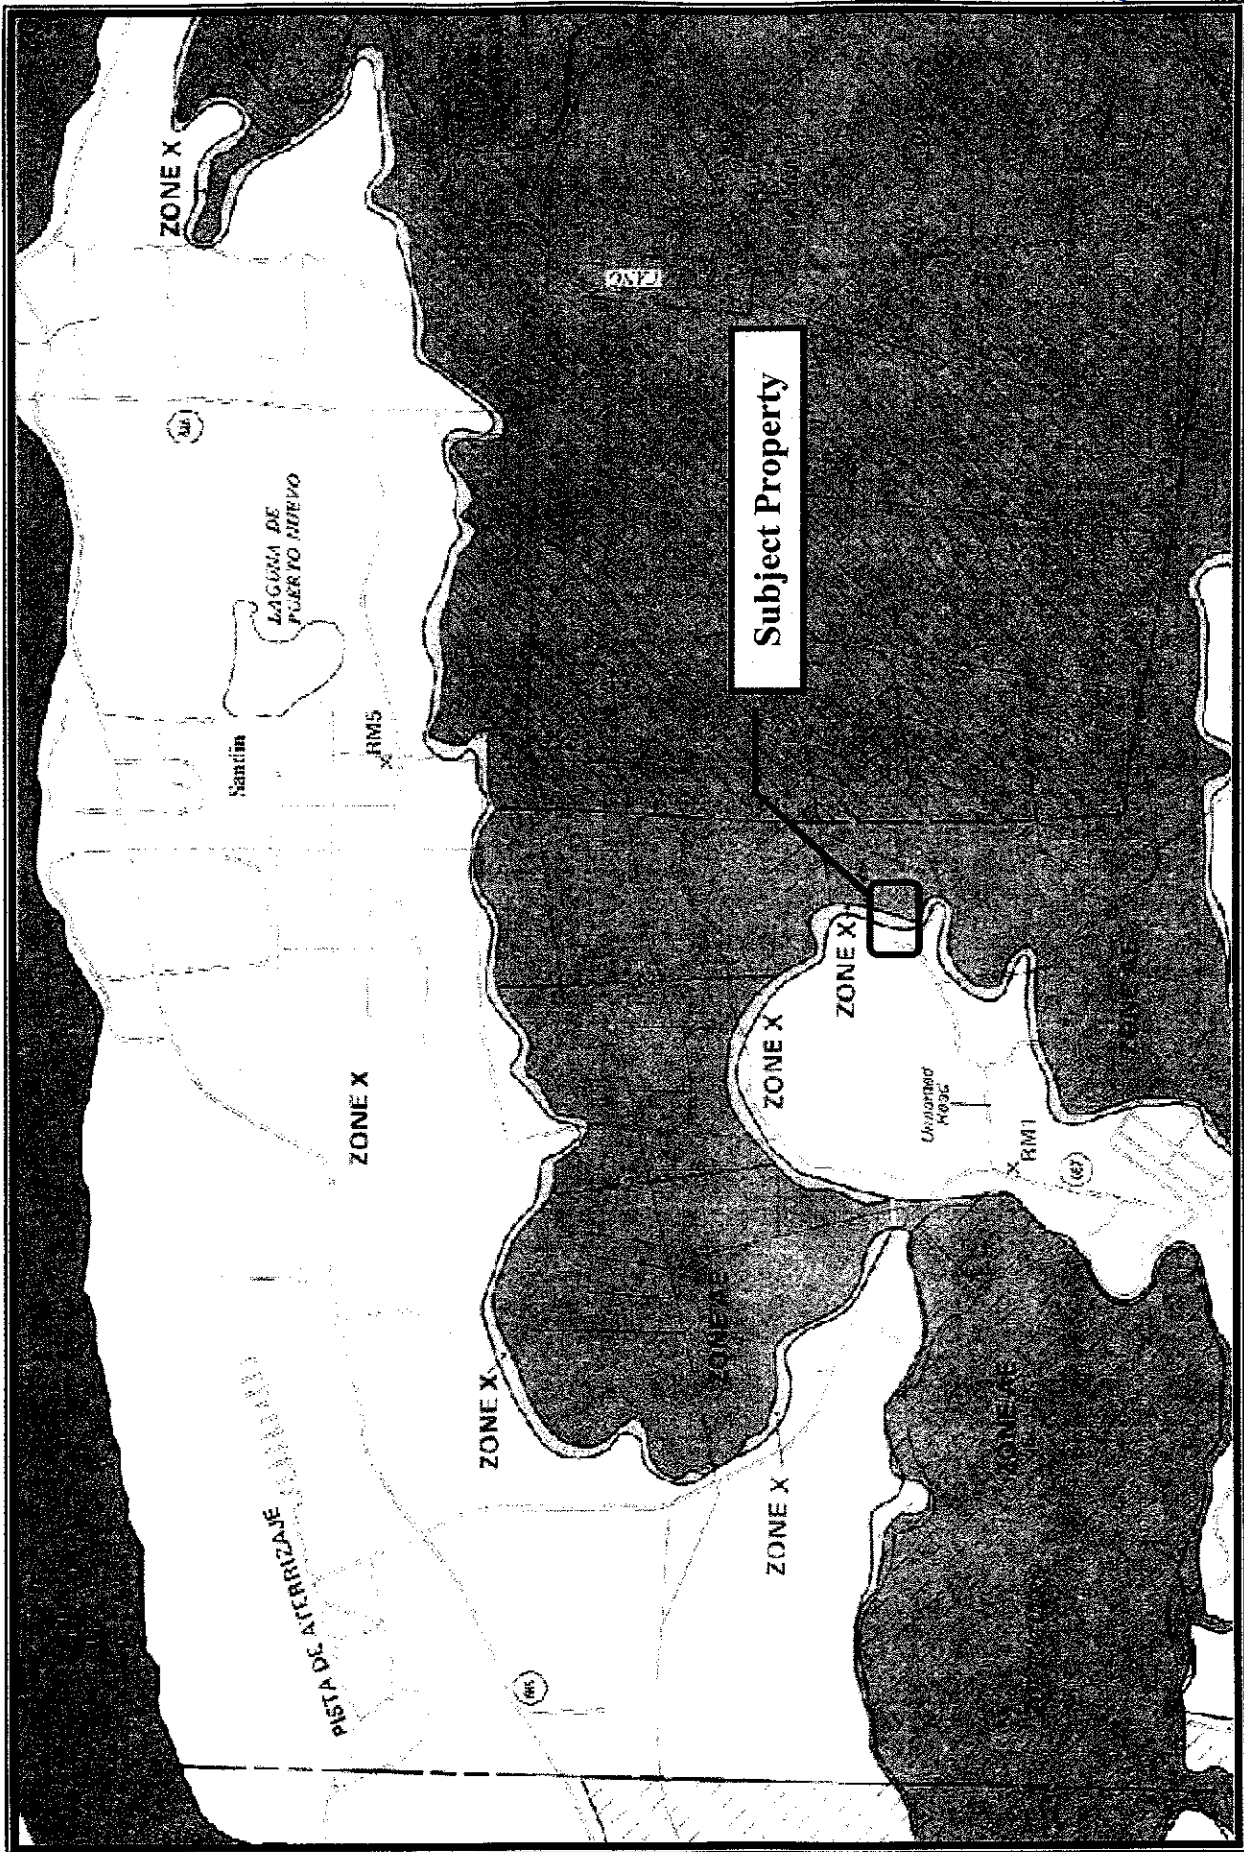 ZONE X
CANO
Subject Property
LAGUNA DE
PUERTO NUEVO
RM5
ZONE X
ZONE X
ZONE X
Unnamed
Road
RM1
ZONE X
ZONE AE
ZONE X
ZONE AE
ZONE X
PISTA DE ATERRIZAJE